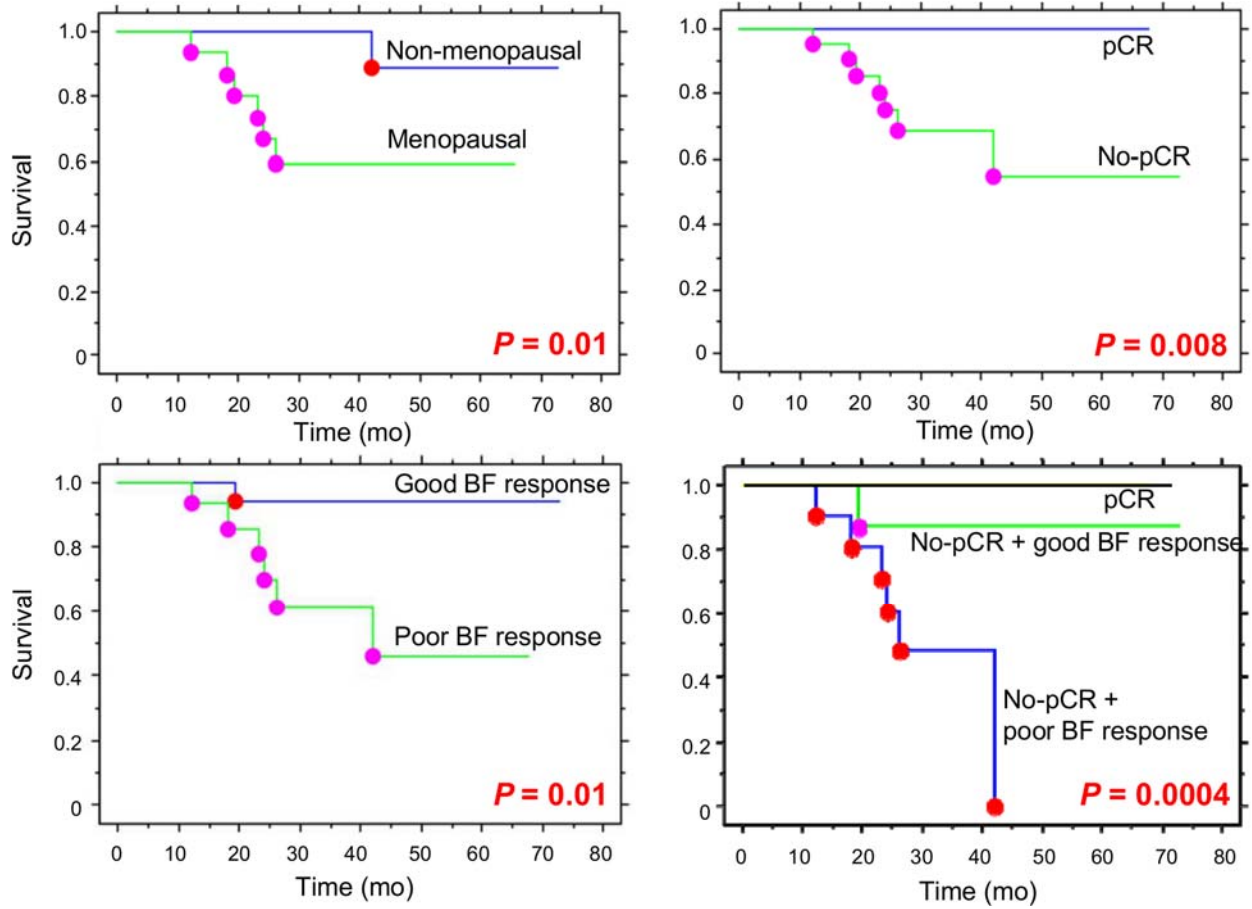 1.0
0.8
0.6
0.4
0.2
0
Survival
Non-menopausal
Menopausal
P = 0.01
0 10 20 30 40 50 60 70 80
Time (mo)
1.0
0.8
0.6
0.4
0.2
0
pCR
No-pCR
P = 0.008
0 10 20 30 40 50 60 70 80
Time (mo)
1.0
0.8
0.6
0.4
0.2
0
Survival
Good BF response
Poor BF response
P = 0.01
0 10 20 30 40 50 60 70 80
Time (mo)
1.0
0.8
0.6
0.4
0.2
0
pCR
No-pCR + good BF response
No-pCR +
poor BF response
P = 0.0004
0 10 20 30 40 50 60 70 80
Time (mo)